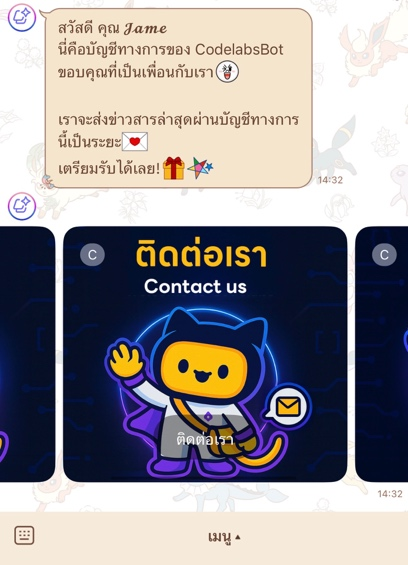 สวัสดี คุณ 𝓙𝓪𝓶𝓮
นี่คือบัญชีทางการของ CodelabsBot
ขอบคุณที่เป็นเพื่อนกับเรา
เราจะส่งข่าวสารล่าสุดผ่านบัญชีทางการ
นี้เป็นระยะ
เตรียมรับได้เลย!
14:32
C
ติดต่อเรา
Contact us
ติดต่อเรา
C
14:32
เมนู